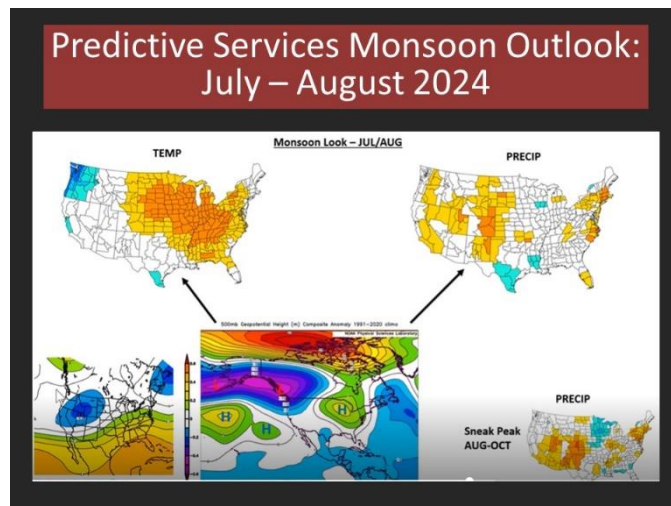 Predictive Services Monsoon Outlook:
July – August 2024
Monsoon Look – JUL/AUG
TEMP
PRECIP
500mb Geopotential Height (m) Composite Anomaly 1991-2020 climo
NOAA Physical Sciences Laboratory
H
H
H
PRECIP
Sneak Peak
AUG-OCT